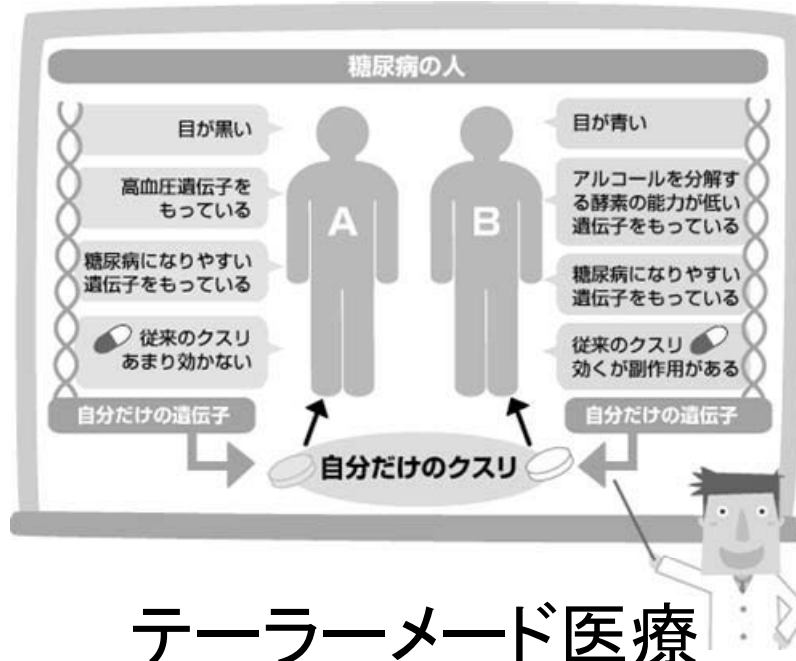 糖尿病の人
目が黒い
高血圧遺伝子を
もっている
糖尿病になりやすい
遺伝子をもっている
従来のクスリ
あまり効かない
自分だけの遺伝子
A
B
目が青い
アルコールを分解す
る酵素の能力が低い
遺伝子をもっている
糖尿病になりやすい
遺伝子をもっている
従来のクスリ
効くが副作用がある
自分だけの遺伝子
自分だけのクスリ
テーラーメード医療